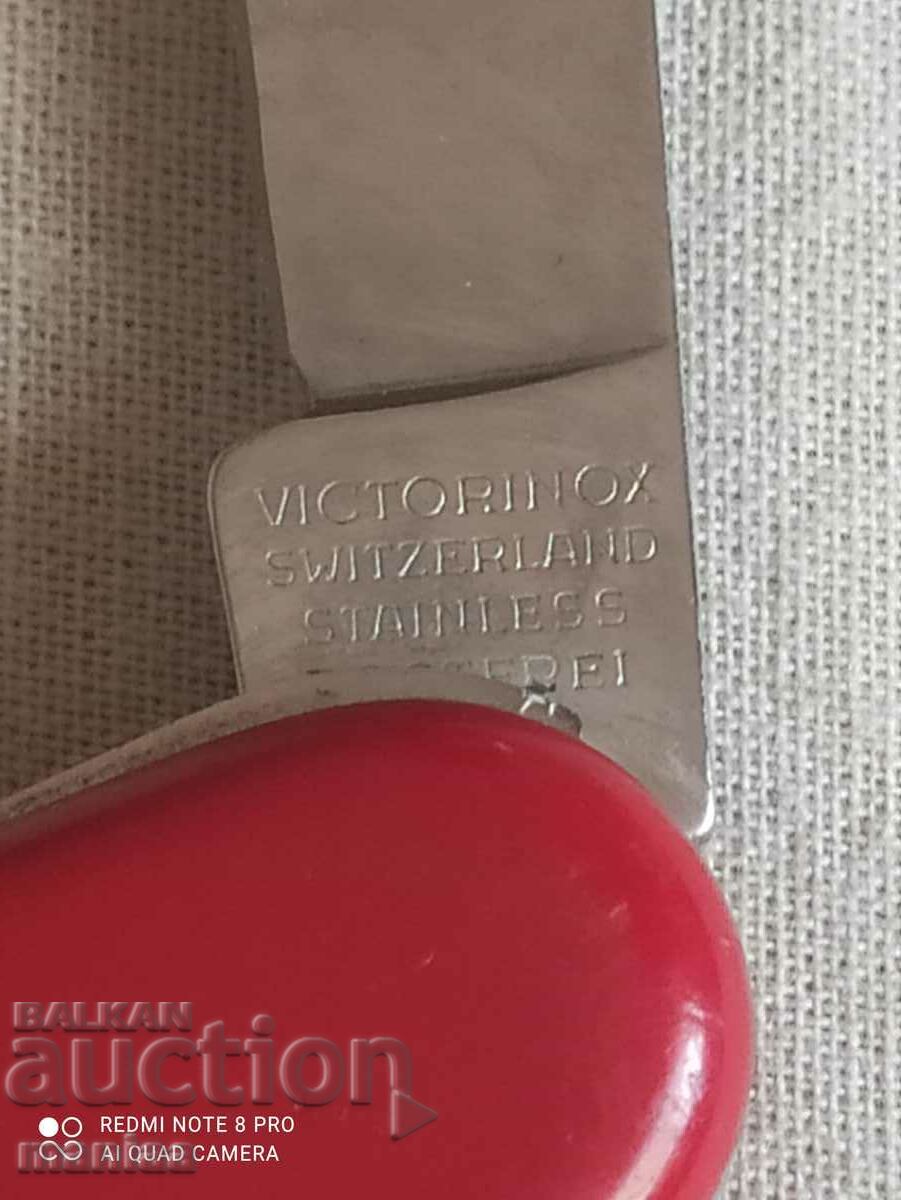 VICTORINOX
SWITZERLAND
STAINLESS
BALKAN
auction
REDMI NOTE 8 PRO
AI QUAD CAMERA